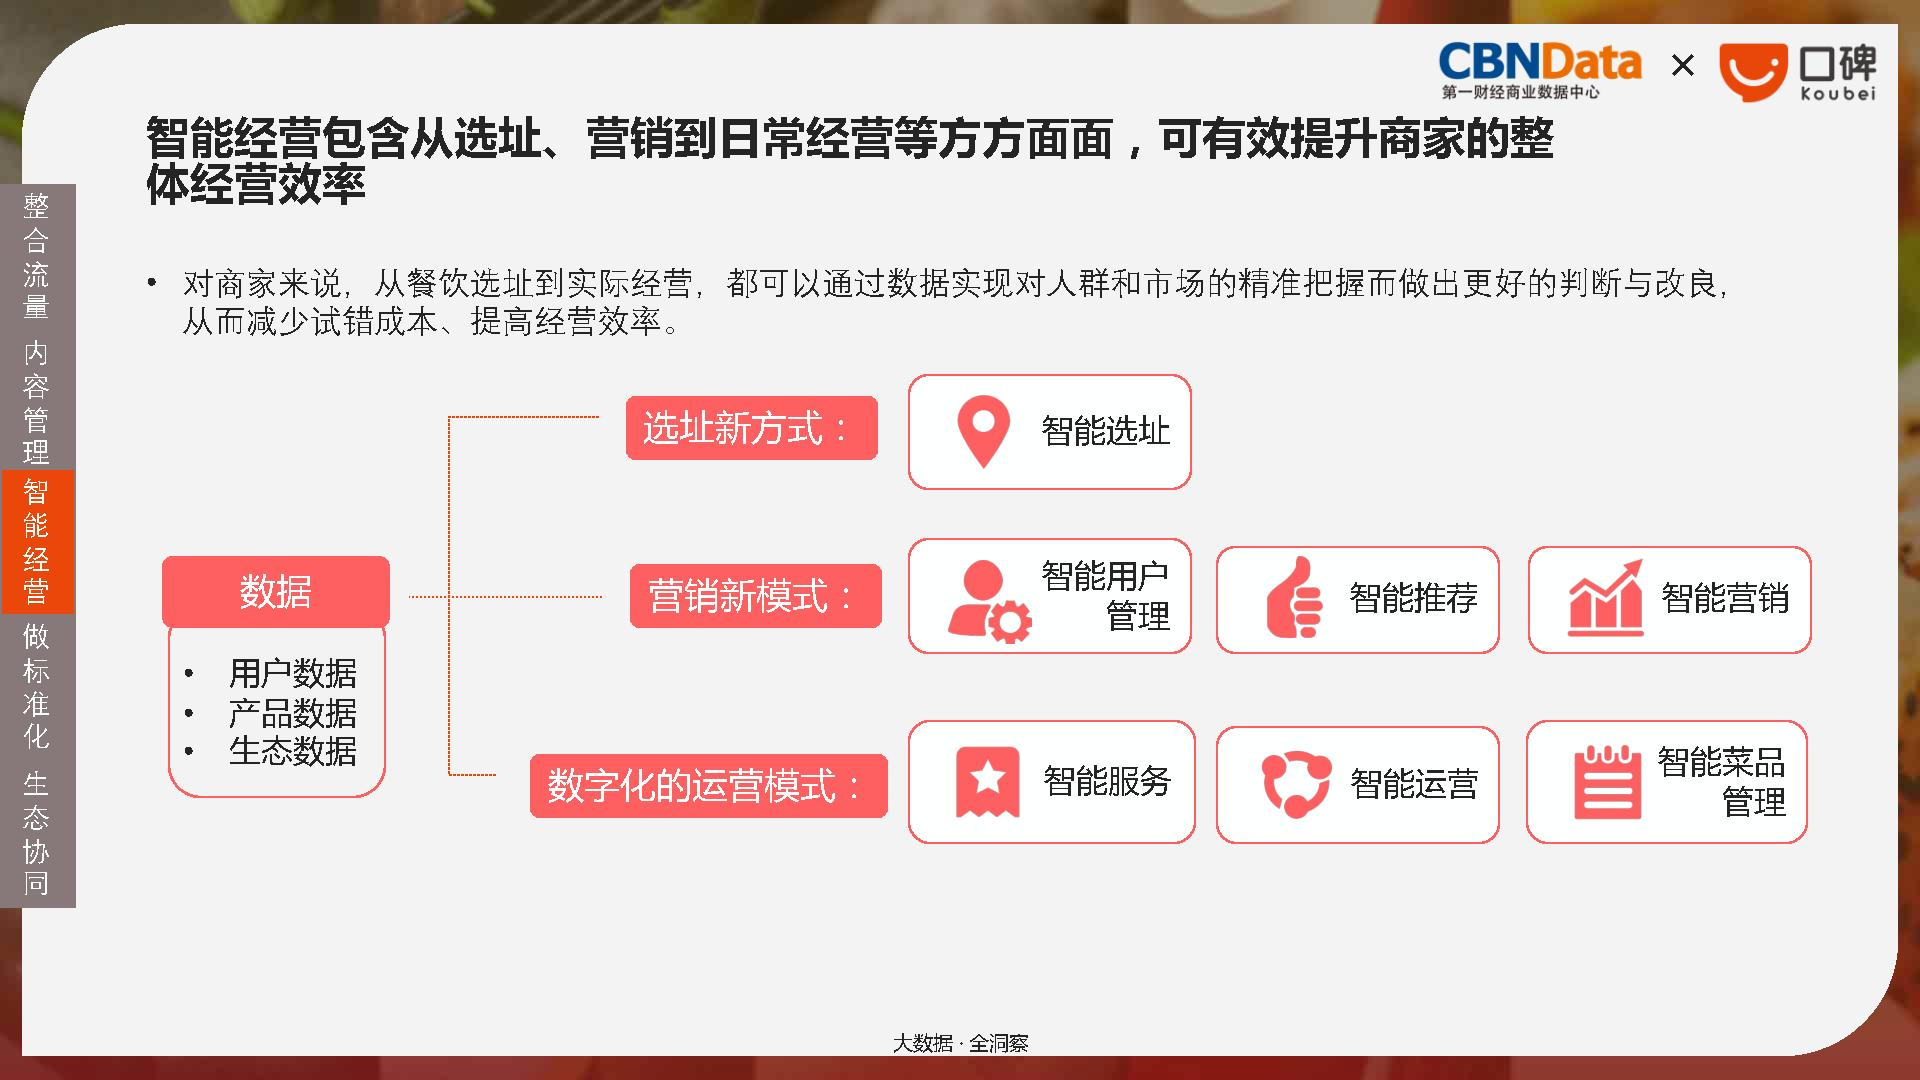 CBNData
第一财经商业数据中心
×
口碑
Koubei
智能经营包含从选址、营销到日常经营等方方面面，可有效提升商家的整
体经营效率
整合流量
内容管理
智能经营
做标准化
生态协同
• 对商家来说，从餐饮选址到实际经营，都可以通过数据实现对人群和市场的精准把握而做出更好的判断与改良，
从而减少试错成本、提高经营效率。
数据
• 用户数据
• 产品数据
• 生态数据
选址新方式：
智能选址
营销新模式：
智能用户
管理
智能推荐
智能营销
数字化的运营模式：
智能服务
智能运营
智能菜品
管理
大数据·全洞察